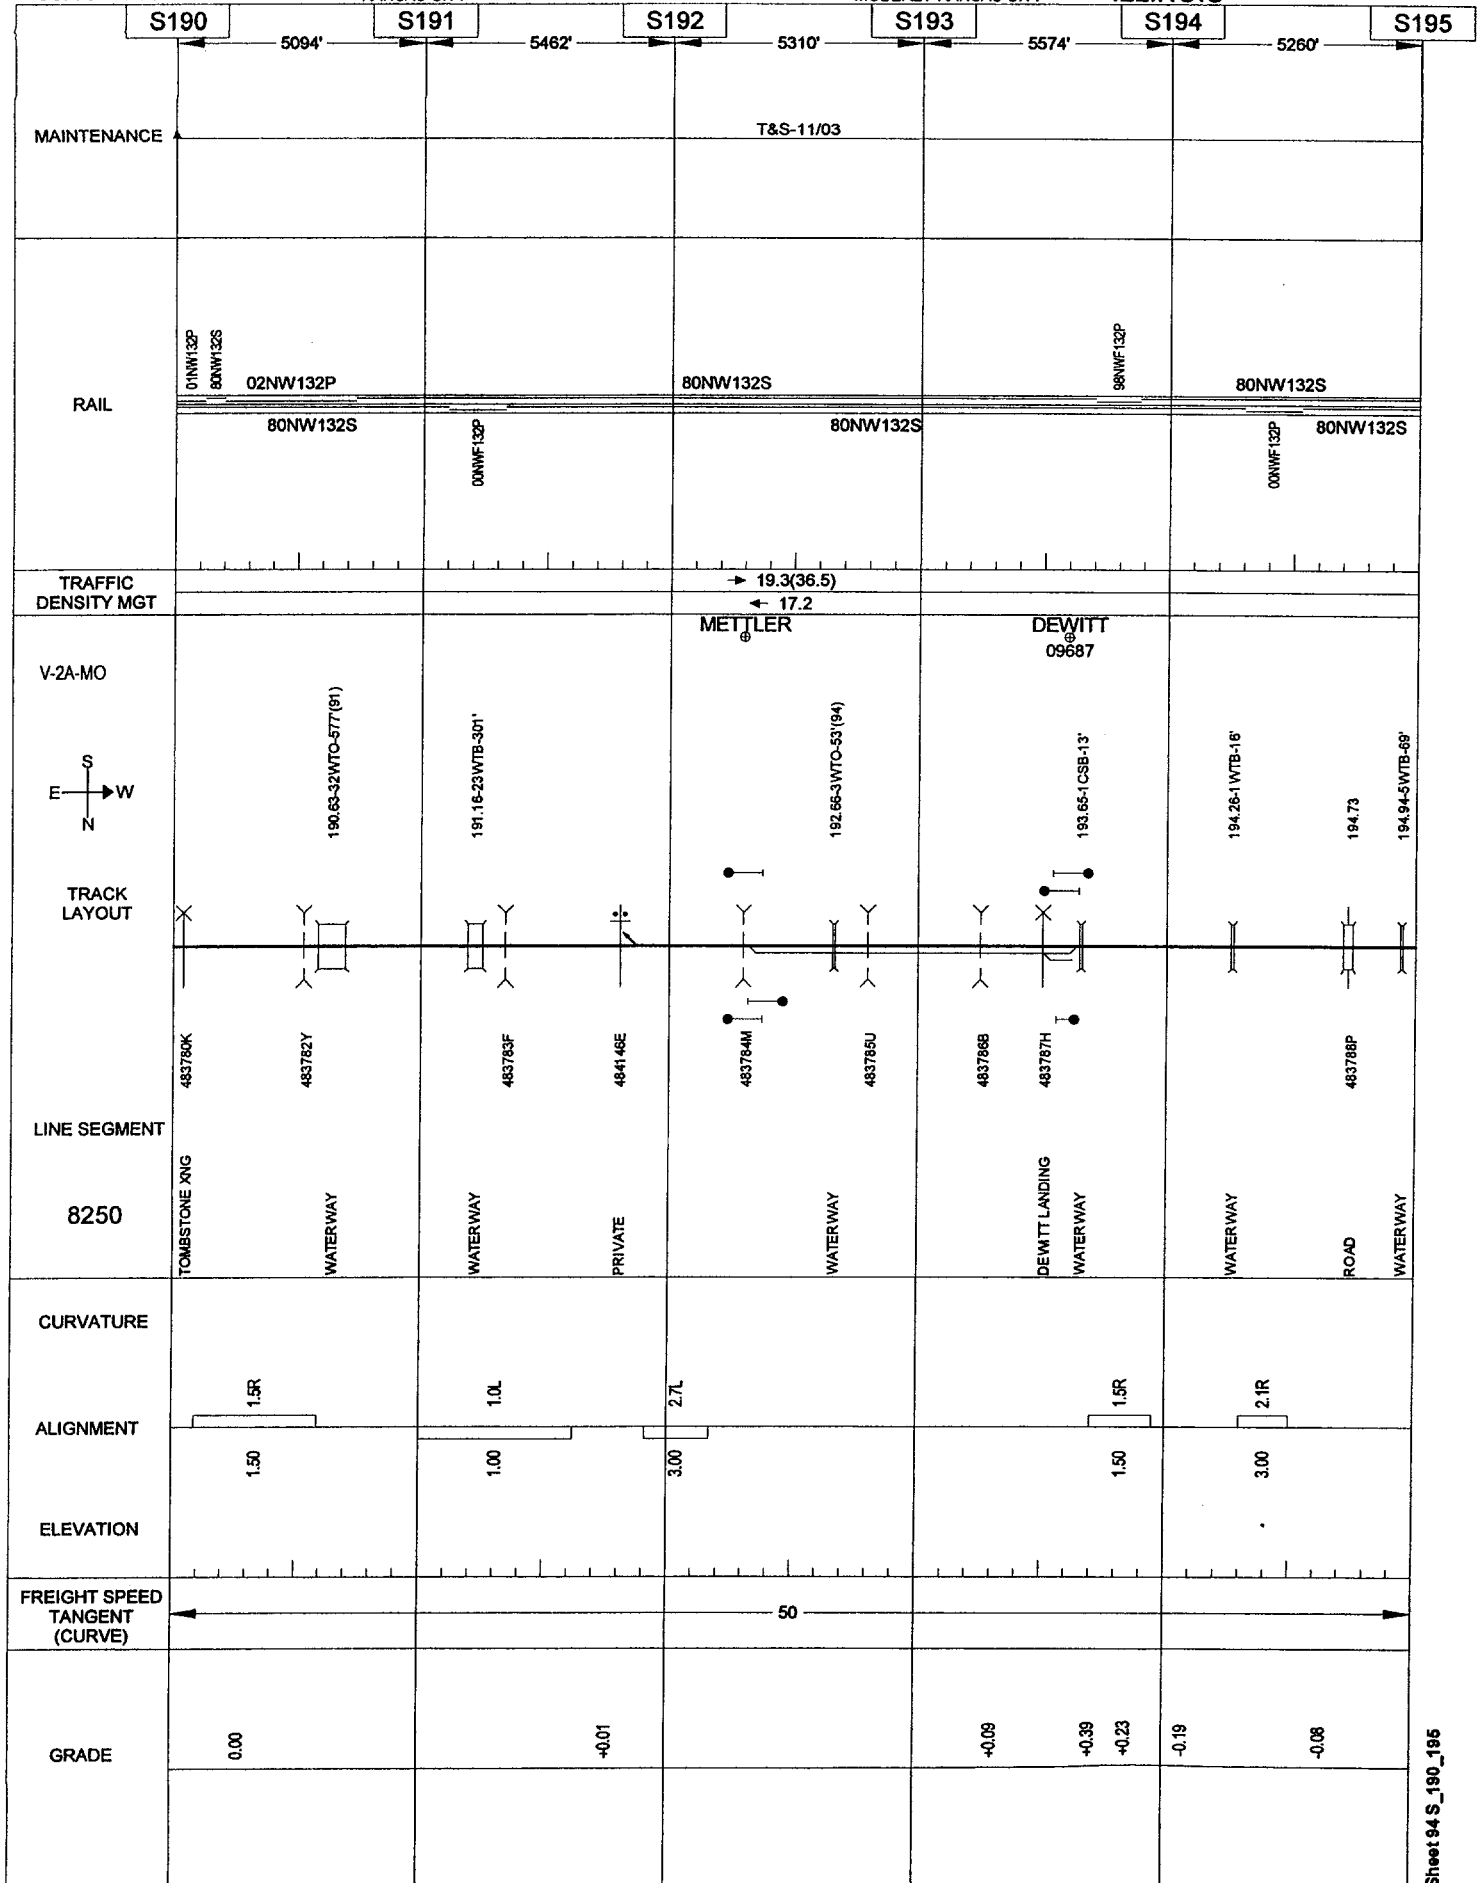 ILLINOIS
S190 S191 S192 S193 S194 S195
5094' 5462' 5310' 5574' 5260'
MAINTENANCE
T&S-11/03
RAIL
01NW132P
80NW132S
02NW132P
80NW132S
98NWF132P
80NW132S
80NW132S
00NWF132P
80NW132S
00NWF132P
80NW132S
TRAFFIC
DENSITY MGT
19.3(36.5)
17.2
METTLER
DEWITT
09687
V-2A-MO
S
E W
N
190.63-32WTO-577'(91)
191.16-23WTB-301'
192.66-3WTO-53'(94)
193.65-1CSB-13'
194.26-1WTB-16'
194.73
194.94-5WTB-69'
TRACK
LAYOUT
483780K
483782Y
483783F
484146E
483784M
483785U
483786B
483787H
483788P
LINE SEGMENT
8250
TOMBSTONE XNG
WATERWAY
WATERWAY
PRIVATE
WATERWAY
DEWITT LANDING
WATERWAY
WATERWAY
ROAD
WATERWAY
CURVATURE
1.5R
1.0L
2.7L
1.5R
2.1R
ALIGNMENT
1.50
1.00
3.00
1.50
3.00
ELEVATION
FREIGHT SPEED
TANGENT
(CURVE)
50
GRADE
0.00
+0.01
+0.09
+0.39
+0.23
-0.19
-0.08
Sheet 94 S_190_195